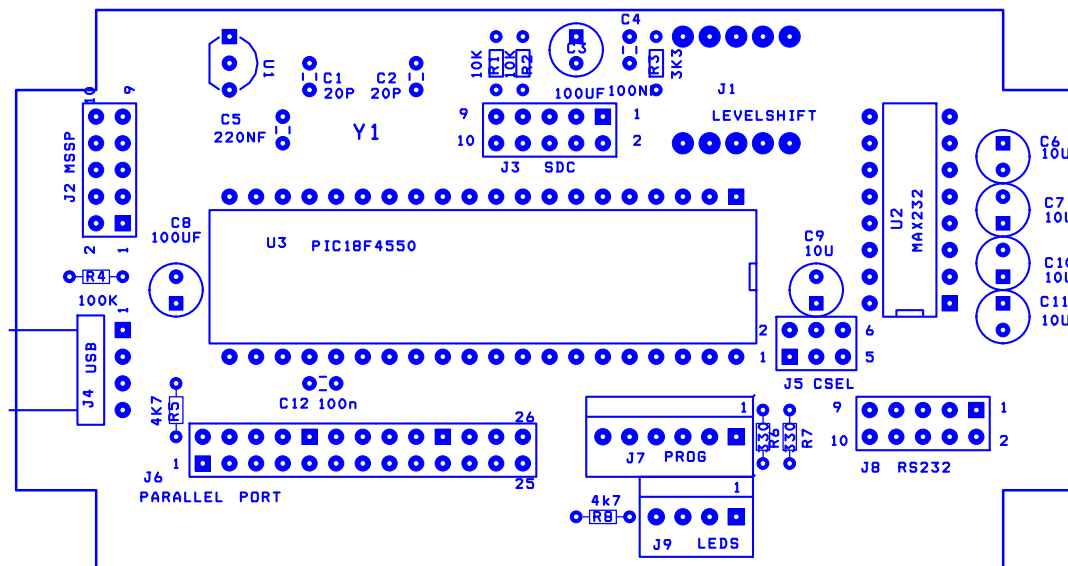 C4
C3
100UF
100NF
10K
R1
10K
R2
R3
3K3
J1
LEVELSHIFT
U1
C1
20P
C2
20P
C5
220NF
Y1
9
1
10
2
J3 SDC
10
9
J2 MSSP
2
1
R4
100K
C8
100UF
U3 PIC18F4550
C9
10U
U2
MAX232
C6
10U
C7
10U
C10
10U
C11
10U
1
J4 USB
2
6
1
5
J5 CSEL
C12 100n
4K7
R5
26
1
25
J6
PARALLEL PORT
1
J7 PROG
330
R6
330
R7
9
1
10
2
J8 RS232
4k7
R8
1
J9 LEDS